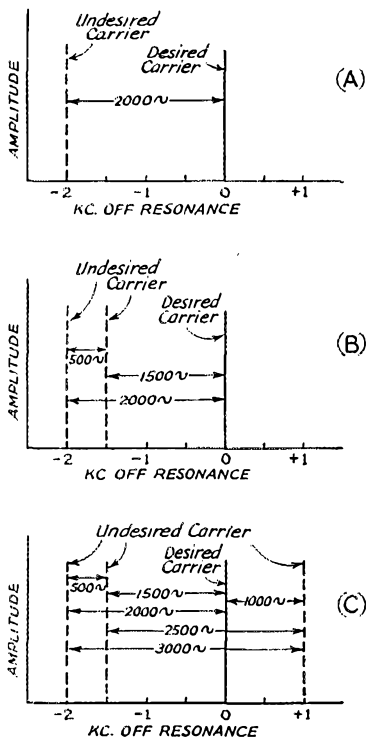 Undesired
Carrier
Desired
Carrier
(A)
2000~
AMPLITUDE
-2 -1 0 +1
KC. OFF RESONANCE
Undesired
Carrier
Desired
Carrier
(B)
500~
1500~
2000~
AMPLITUDE
-2 -1 0 +1
KC OFF RESONANCE
Undesired Carrier
Desired
Carrier
500~
1500~
1000~
2000~
(C)
2500~
3000~
AMPLITUDE
-2 -1 0 +1
KC OFF RESONANCE